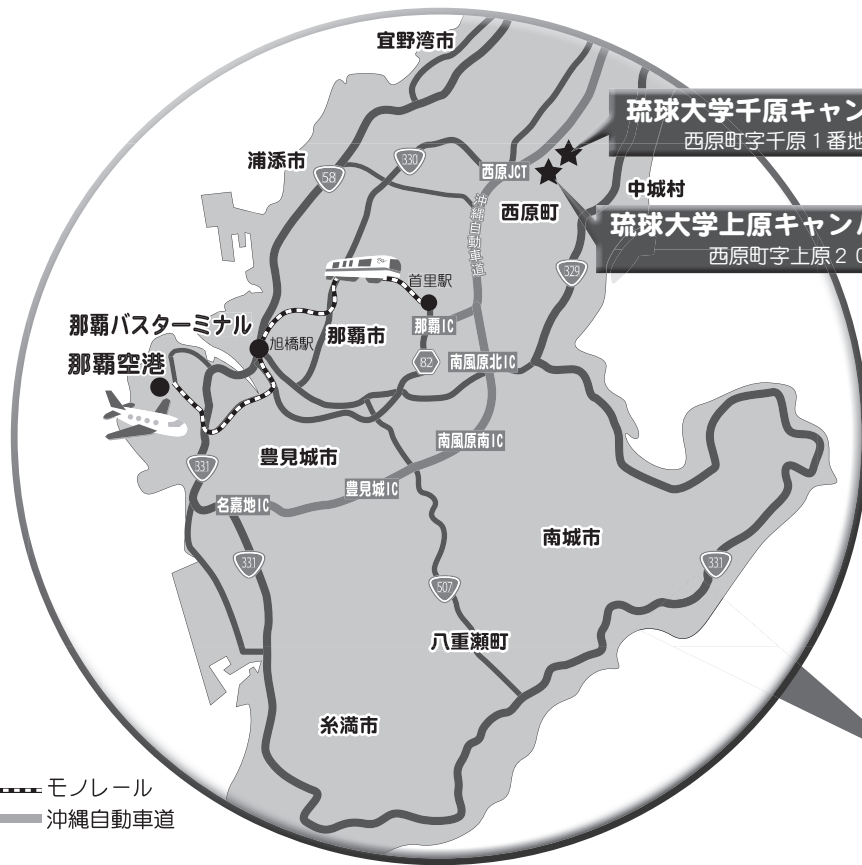 宜野湾市
琉球大学千原キャン
西原町字千原1番地
浦添市
330
58
西原JCT
中城村
西原町
沖縄自動車道
琉球大学上原キャン
西原町字上原20
329
首里駅
那覇IC
那覇バスターミナル
旭橋駅
那覇市
那覇空港
82
南風原北IC
南風原南IC
豊見城市
331
豊見城IC
名嘉地IC
南城市
331
331
507
八重瀬町
糸満市
モノレール
沖縄自動車道